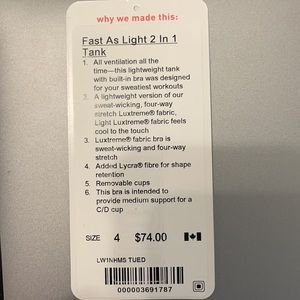 why we made this:
Fast As Light 2 In 1
Tank
1. All ventilation all the
time—this lightweight tank
with built-in bra was designed
for your sweatiest workouts
2. A lightweight version of our
sweat-wicking, four-way
stretch Luxtreme® fabric,
Light Luxtreme® fabric feels
cool to the touch
3. Luxtreme® fabric bra is
sweat-wicking and four-way
stretch
4. Added Lycra® fibre for shape
retention
5. Removable cups
6. This bra is intended to
provide medium support for a
C/D cup
SIZE 4 $74.00
LW1NHMS TUED
000003691787